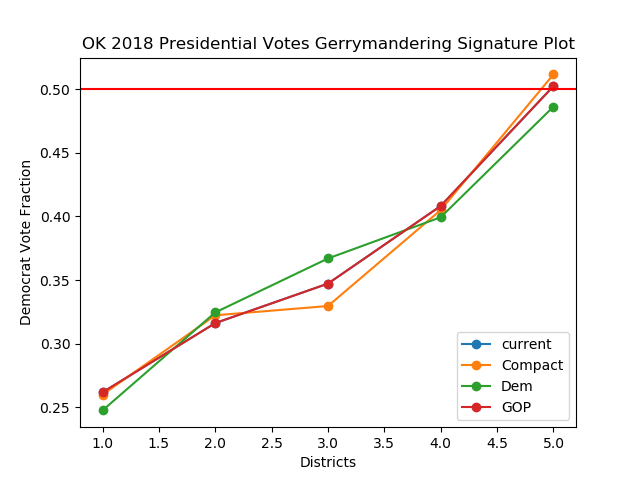 OK 2018 Presidential Votes Gerrymandering Signature Plot
0.50
0.45
0.40
0.35
0.30
0.25
Democrat Vote Fraction
current
Compact
Dem
GOP
1.0 1.5 2.0 2.5 3.0 3.5 4.0 4.5 5.0
Districts